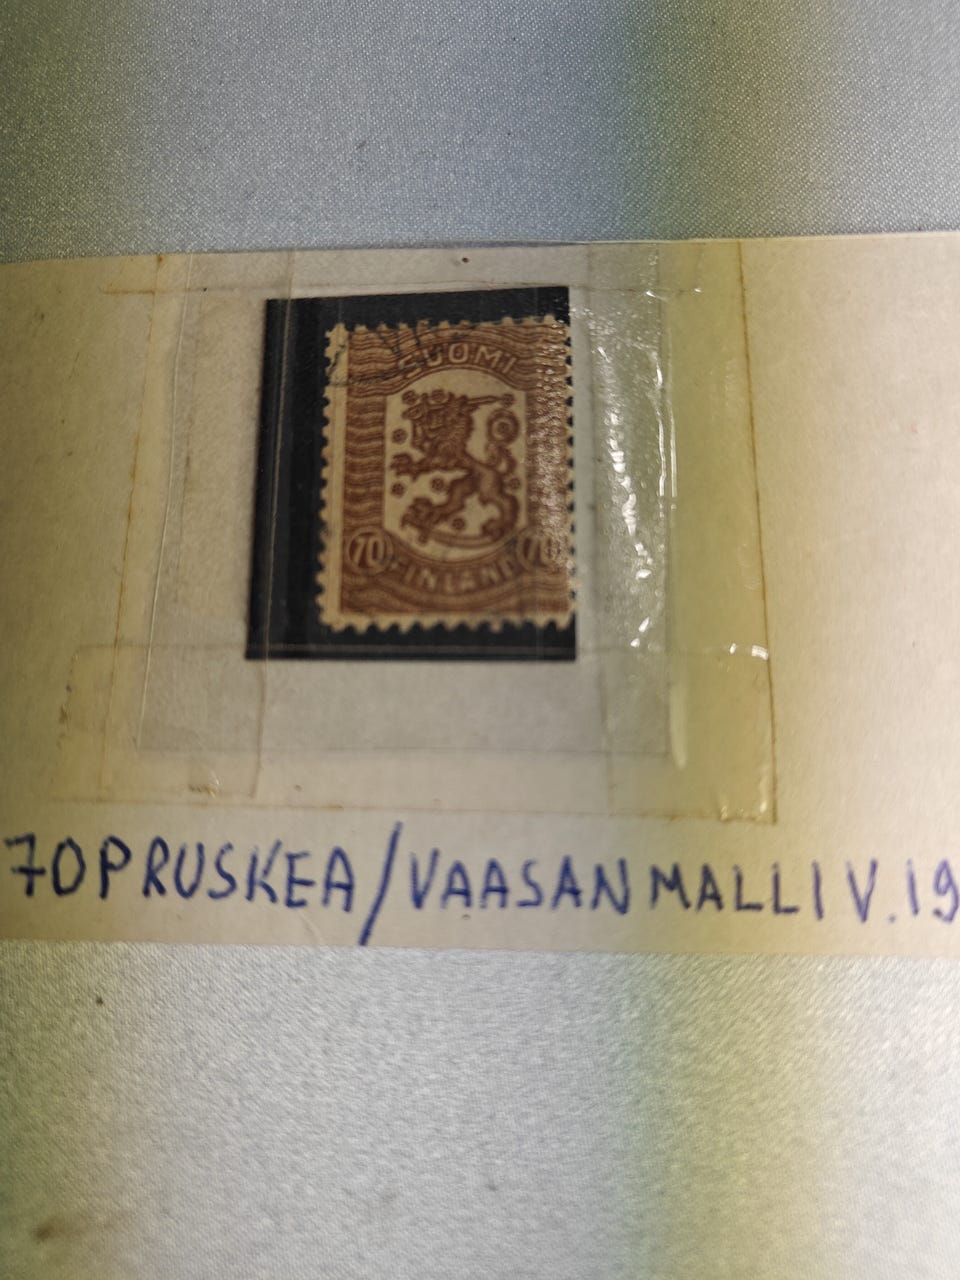 SUOMI
70 70
FINLAND
70P RUSKEA/VAASAN MALLI V.19